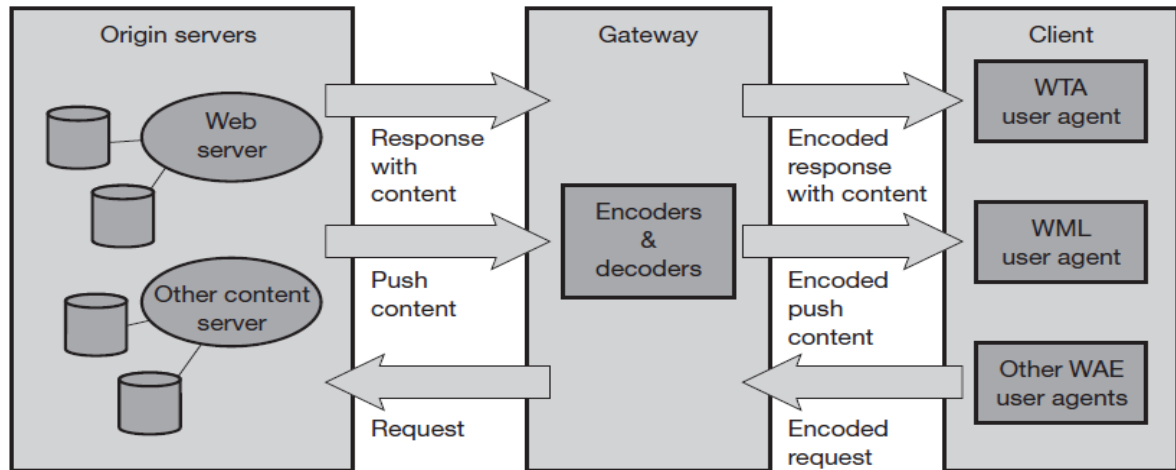 Origin servers
Web
server
Other content
server
Response
with
content
Push
content
Request
Gateway
Encoders
&
decoders
Encoded
response
with content
Encoded
push
content
Encoded
request
Client
WTA
user agent
WML
user agent
Other WAE
user agents